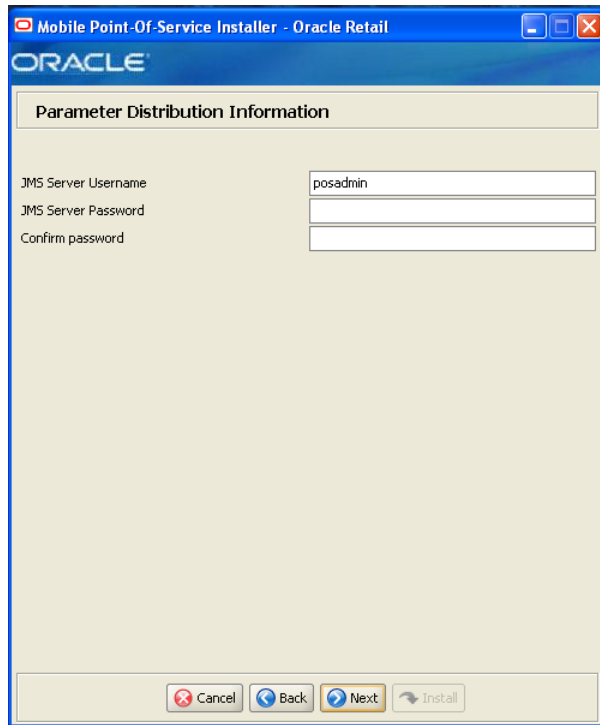 Mobile Point-Of-Service Installer - Oracle Retail
ORACLE
Parameter Distribution Information
JMS Server Username posadmin
JMS Server Password
Confirm password
Cancel Back Next Install